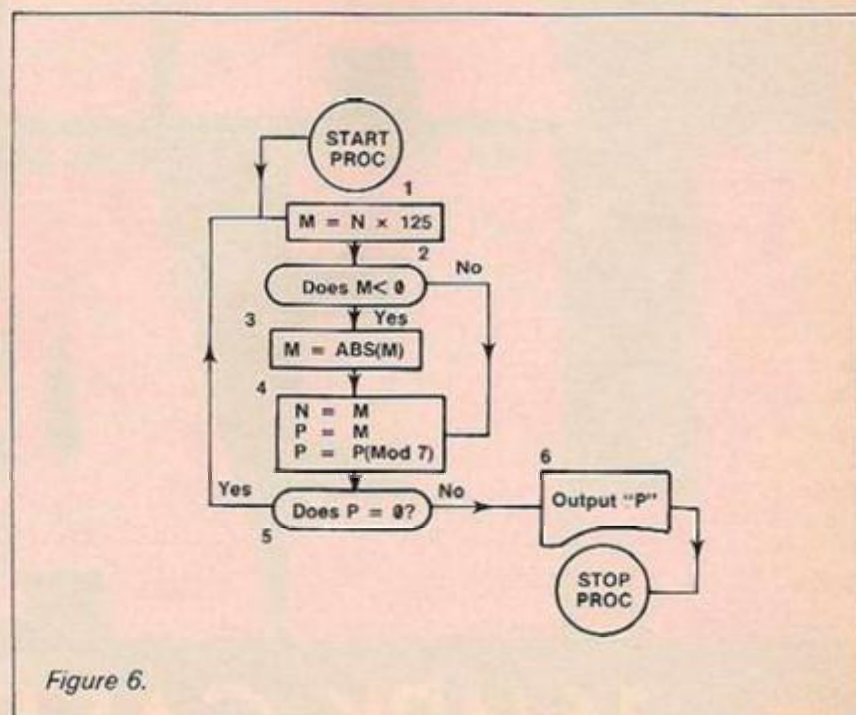 START
PROC
1
M = N × 125
2
Does M< 0
No
Yes
3
M = ABS(M)
4
N = M
P = M
P = P(Mod 7)
Yes
Does P = 0?
No
5
6
Output "P"
STOP
PROC
Figure 6.